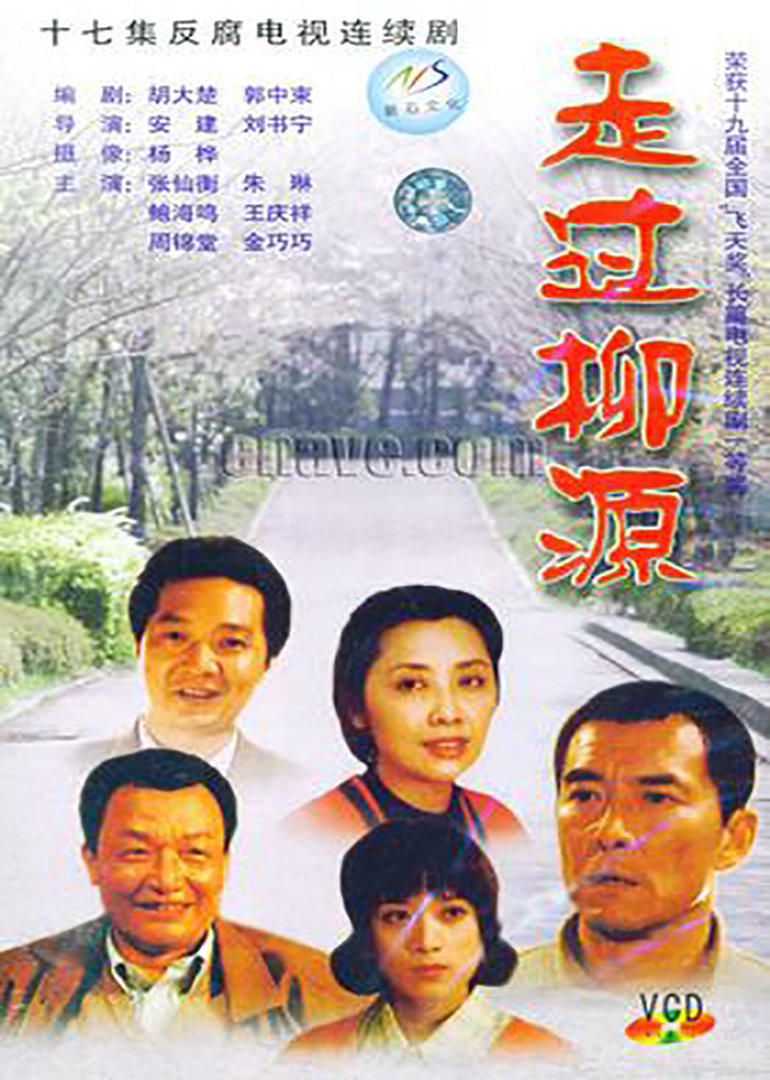 十七集反腐电视连续剧
编 剧: 胡大楚 郭中束
导 演: 安 建 刘书宁
摄 像: 杨 桦
主 演: 张仙衡 朱 琳
鲍海鸣 王庆祥
周锦堂 金巧巧
走过柳源
荣获十九届全国“飞天奖”长篇电视连续剧一等奖
VCD